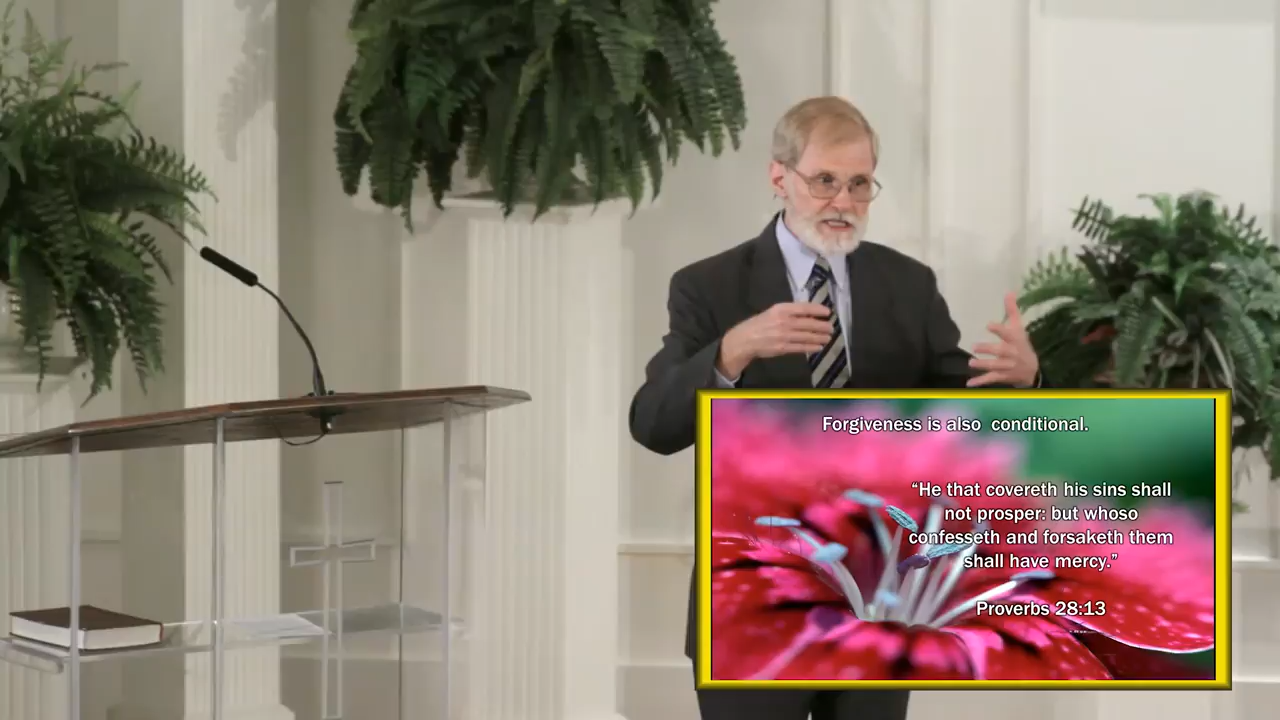 Forgiveness is also  conditional.
“He that covereth his sins shall
not prosper: but whoso
confesseth and forsaketh them
shall have mercy.”
Proverbs 28:13